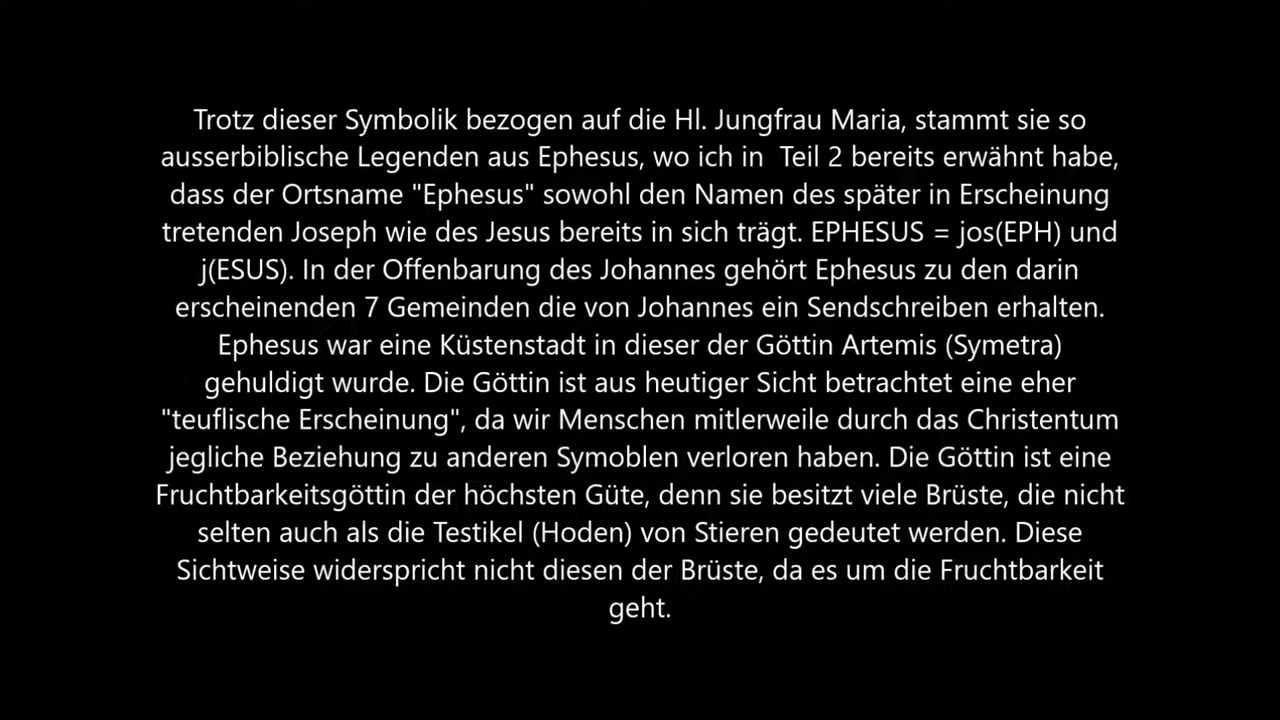 Trotz dieser Symbolik bezogen auf die Hl. Jungfrau Maria, stammt sie so
ausserbiblische Legenden aus Ephesus, wo ich in  Teil 2 bereits erwähnt habe,
dass der Ortsname "Ephesus" sowohl den Namen des später in Erscheinung
tretenden Joseph wie des Jesus bereits in sich trägt. EPHESUS = jos(EPH) und
j(ESUS). In der Offenbarung des Johannes gehört Ephesus zu den darin
erscheinenden 7 Gemeinden die von Johannes ein Sendschreiben erhalten.
Ephesus war eine Küstenstadt in dieser der Göttin Artemis (Symetra)
gehuldigt wurde. Die Göttin ist aus heutiger Sicht betrachtet eine eher
"teuflische Erscheinung", da wir Menschen mitlerweile durch das Christentum
jegliche Beziehung zu anderen Symoblen verloren haben. Die Göttin ist eine
Fruchtbarkeitsgöttin der höchsten Güte, denn sie besitzt viele Brüste, die nicht
selten auch als die Testikel (Hoden) von Stieren gedeutet werden. Diese
Sichtweise widerspricht nicht diesen der Brüste, da es um die Fruchtbarkeit
geht.